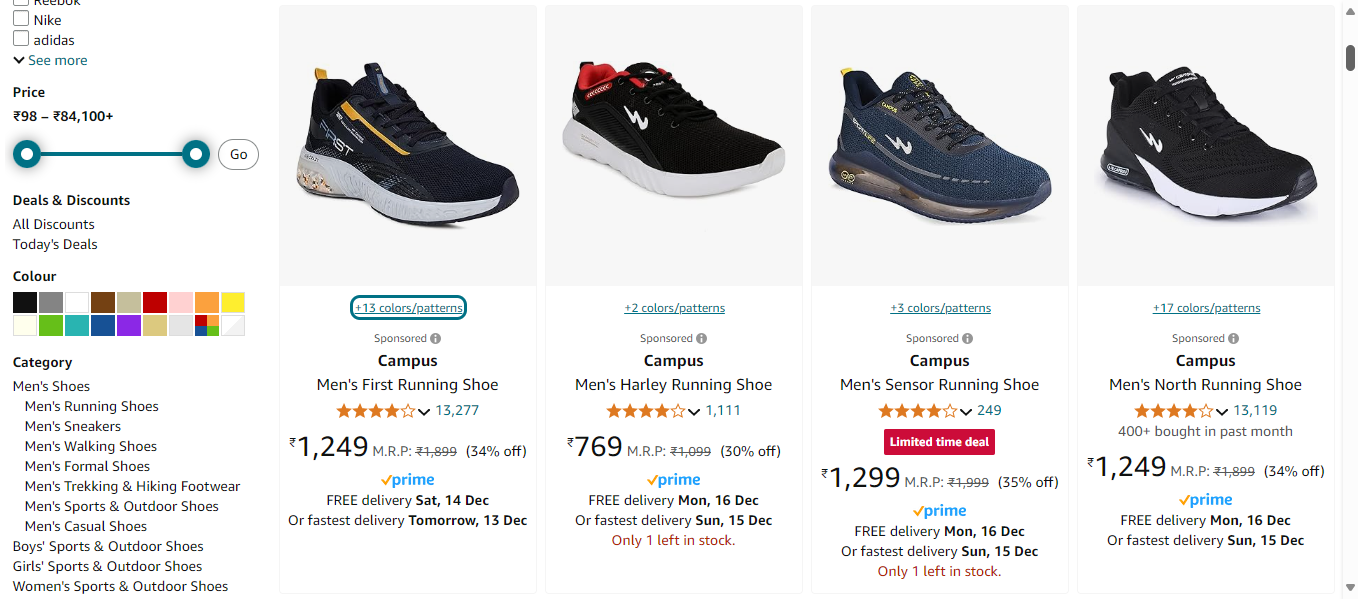 Reebok
Nike
adidas
See more
Price
₹98 – ₹84,100+
Go
Deals & Discounts
All Discounts
Today's Deals
Colour
Category
Men's Shoes
Men's Running Shoes
Men's Sneakers
Men's Walking Shoes
Men's Formal Shoes
Men's Trekking & Hiking Footwear
Men's Sports & Outdoor Shoes
Men's Casual Shoes
Boys' Sports & Outdoor Shoes
Girls' Sports & Outdoor Shoes
Women's Sports & Outdoor Shoes
FIRST
+13 colors/patterns
Sponsored
Campus
Men's First Running Shoe
13,277
₹1,249 M.R.P: ₹1,899 (34% off)
prime
FREE delivery Sat, 14 Dec
Or fastest delivery Tomorrow, 13 Dec
+2 colors/patterns
Sponsored
Campus
Men's Harley Running Shoe
1,111
₹769 M.R.P: ₹1,099 (30% off)
prime
FREE delivery Mon, 16 Dec
Or fastest delivery Sun, 15 Dec
Only 1 left in stock.
CAMPUS
+3 colors/patterns
Sponsored
Campus
Men's Sensor Running Shoe
249
Limited time deal
₹1,299 M.R.P: ₹1,999 (35% off)
prime
FREE delivery Mon, 16 Dec
Or fastest delivery Sun, 15 Dec
Only 1 left in stock.
campus
+17 colors/patterns
Sponsored
Campus
Men's North Running Shoe
13,119
400+ bought in past month
₹1,249 M.R.P: ₹1,899 (34% off)
prime
FREE delivery Mon, 16 Dec
Or fastest delivery Sun, 15 Dec